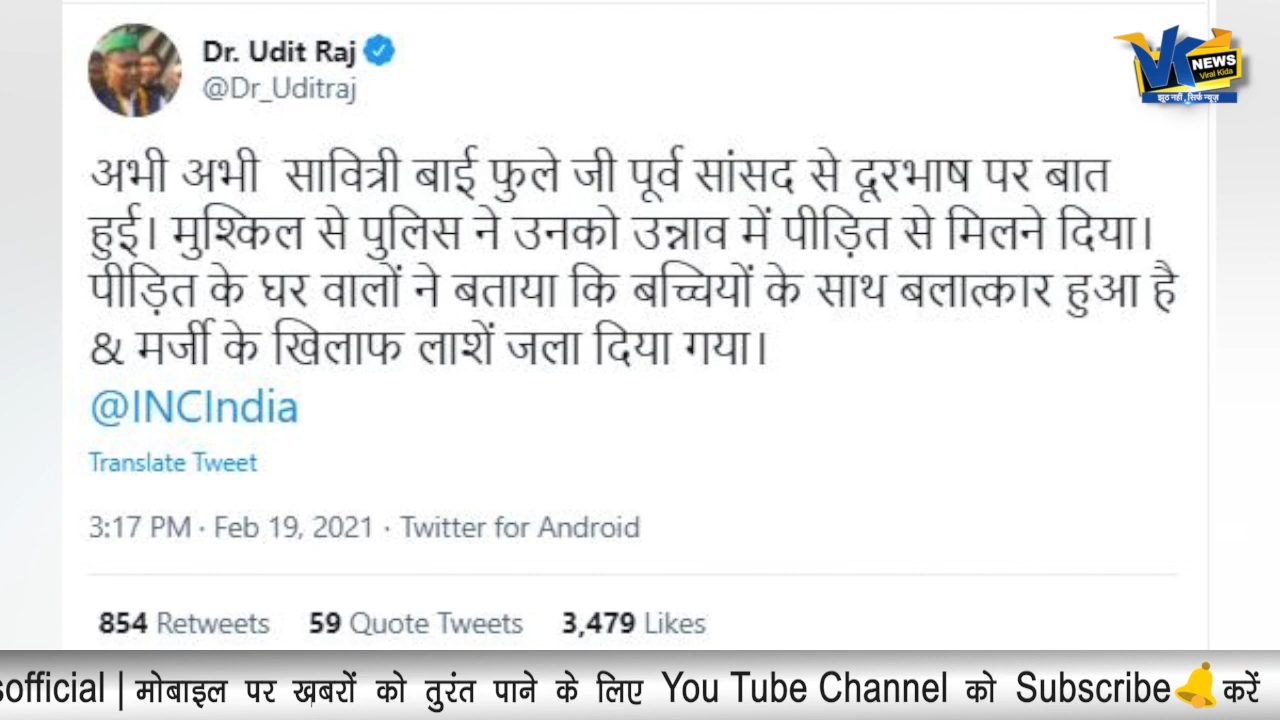 Dr. Udit Raj
@Dr_Uditraj
VK NEWS
Viral Kida
झूठ नहीं, सिर्फ न्यूज़
अभी अभी सावित्री बाई फुले जी पूर्व सांसद से दूरभाष पर बात
हुई। मुश्किल से पुलिस ने उनको उन्नाव में पीड़ित से मिलने दिया।
पीड़ित के घर वालों ने बताया कि बच्चियों के साथ बलात्कार हुआ है
& मर्जी के खिलाफ लाशें जला दिया गया।
@INCIndia
Translate Tweet
3:17 PM · Feb 19, 2021 · Twitter for Android
854 Retweets 59 Quote Tweets 3,479 Likes
sofficial | मोबाइल पर ख़बरों को तुरंत पाने के लिए You Tube Channel को Subscribe करें